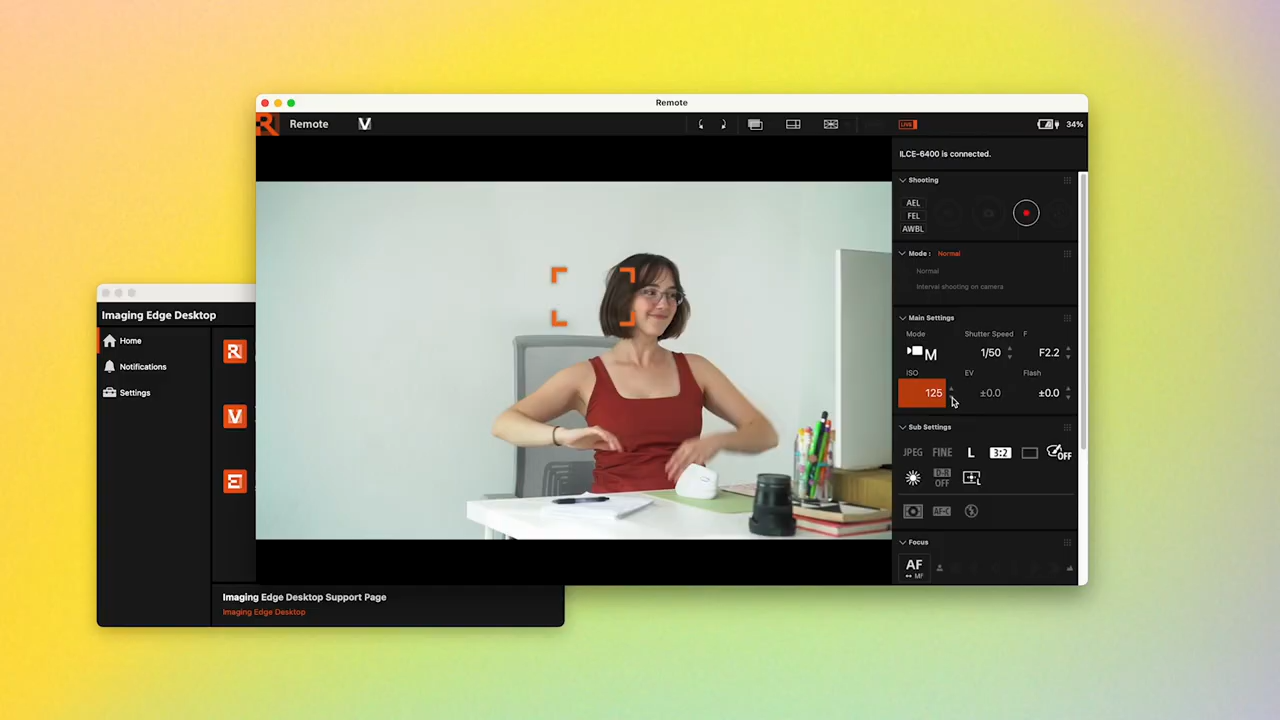 Remote
R Remote V LIVE 34%
ILCE-6400 is connected.
Shooting
AEL
FEL
AWBL
Mode : Normal
Normal
Interval shooting on camera
Main Settings
Mode Shutter Speed F
M 1/50 F2.2
ISO EV Flash
125 ±0.0 ±0.0
Sub Settings
JPEG FINE L 3:2 OFF
D-R OFF L
AF-C
Focus
AF
MF
Imaging Edge Desktop
Home
Notifications
Settings
R
V
E
Imaging Edge Desktop Support Page
Imaging Edge Desktop